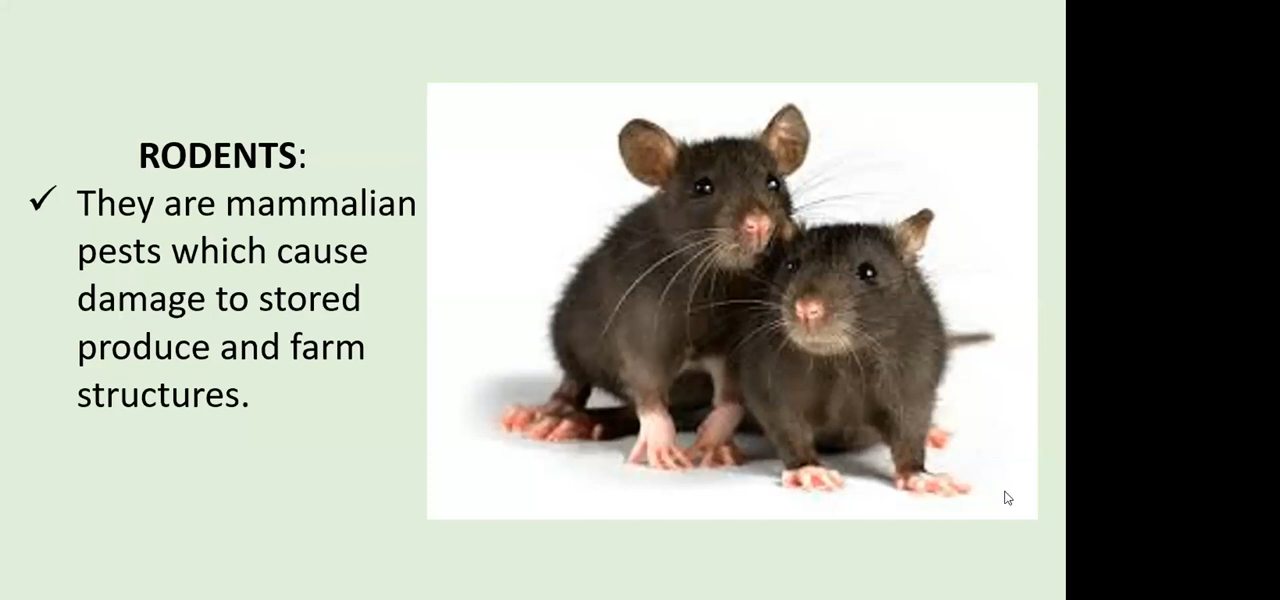 RODENTS:
✓ They are mammalian
pests which cause
damage to stored
produce and farm
structures.